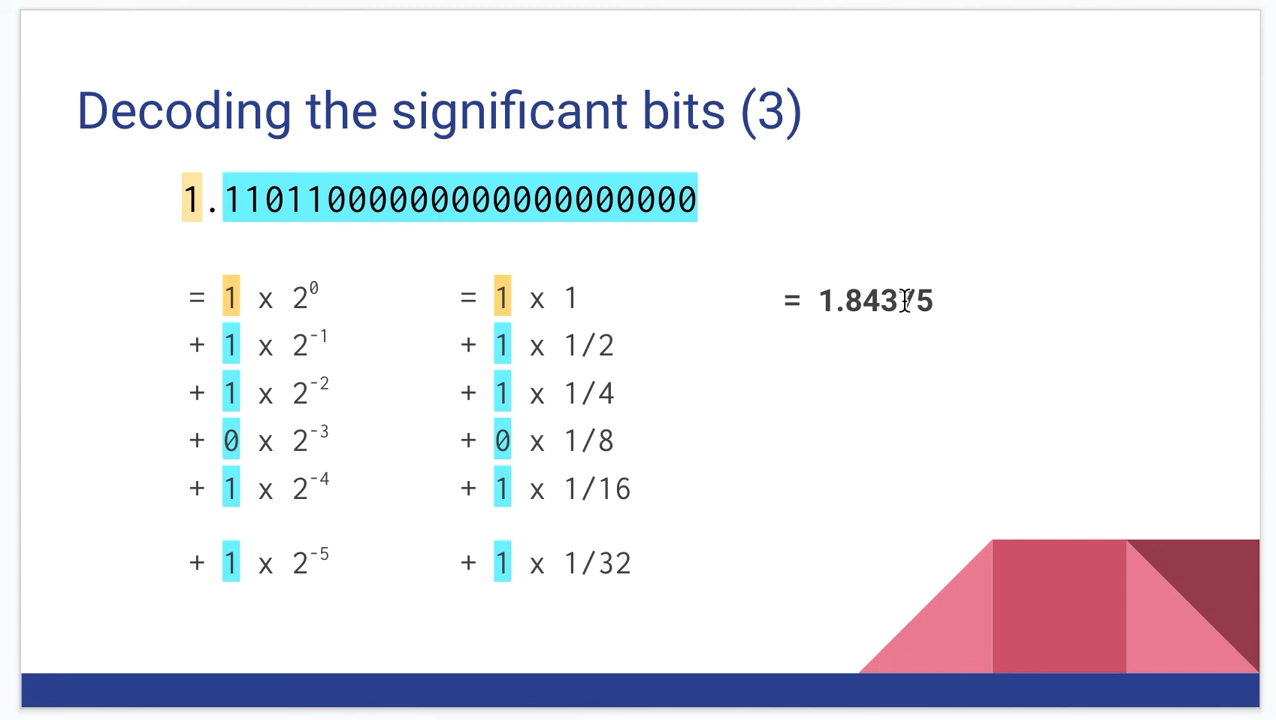 Decoding the significant bits (3)
1.11011000000000000000000
= 1 x 2⁰ = 1 x 1 = 1.84375
+ 1 x 2⁻¹ + 1 x 1/2
+ 1 x 2⁻² + 1 x 1/4
+ 0 x 2⁻³ + 0 x 1/8
+ 1 x 2⁻⁴ + 1 x 1/16
+ 1 x 2⁻⁵ + 1 x 1/32